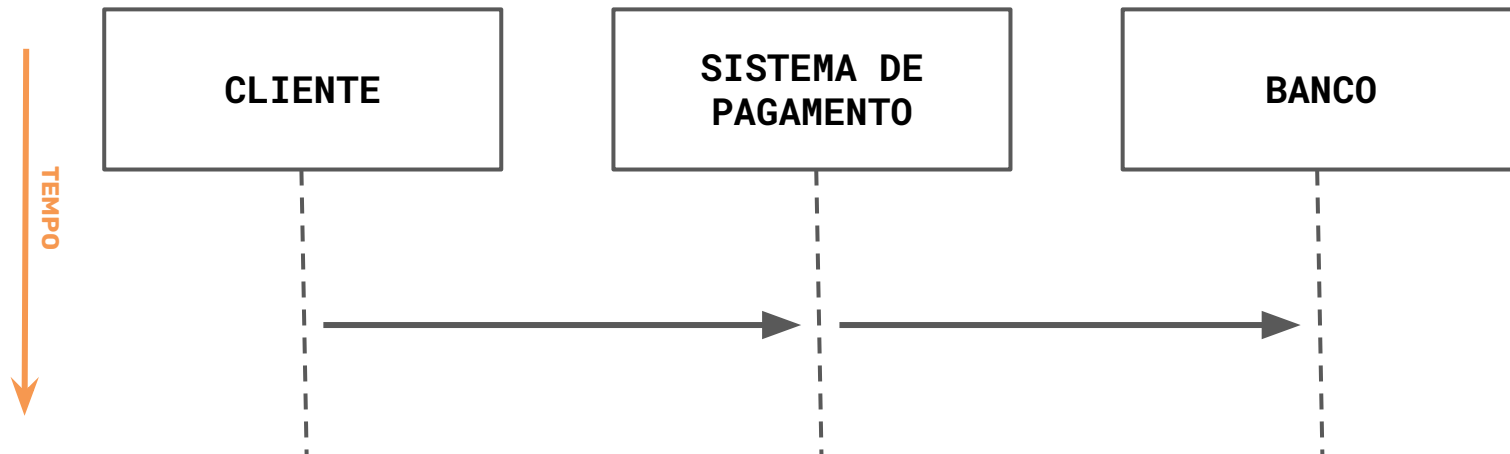 CLIENTE
SISTEMA DE
PAGAMENTO
BANCO
TEMPO